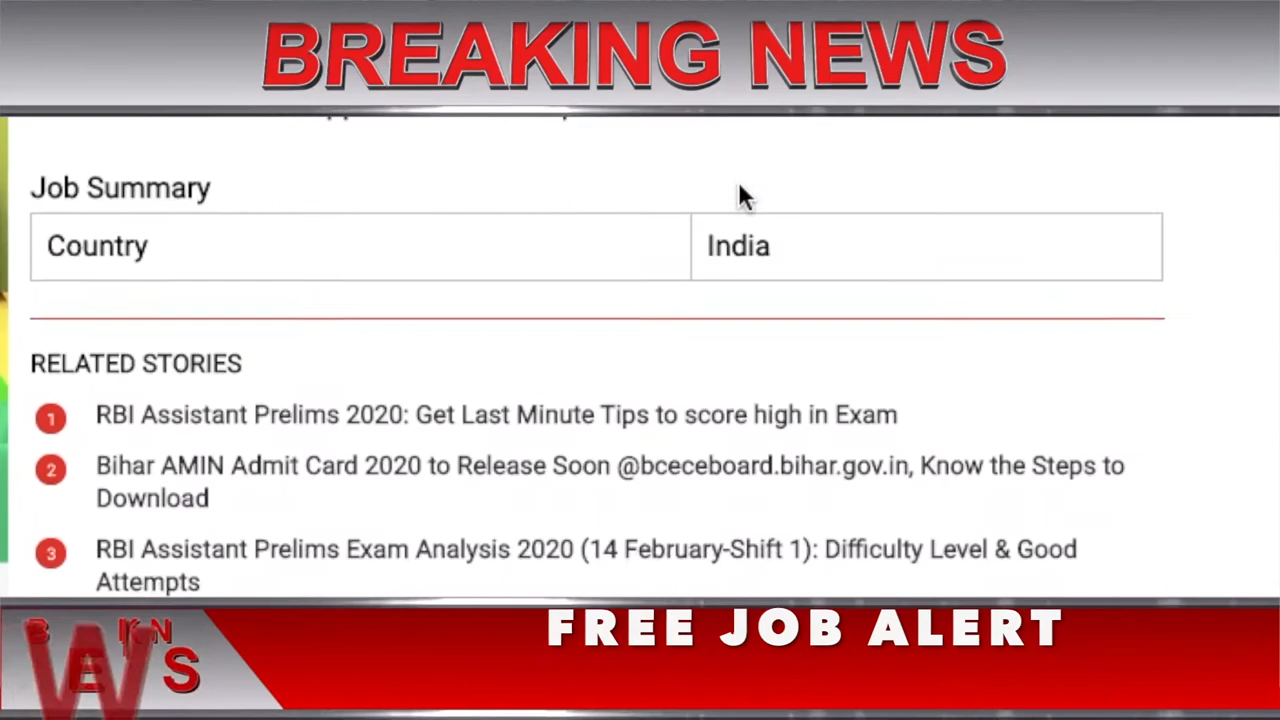 BREAKING NEWS
Job Summary
Country
India
RELATED STORIES
1 RBI Assistant Prelims 2020: Get Last Minute Tips to score high in Exam
2 Bihar AMIN Admit Card 2020 to Release Soon @bceceboard.bihar.gov.in, Know the Steps to
Download
3 RBI Assistant Prelims Exam Analysis 2020 (14 February-Shift 1): Difficulty Level & Good
Attempts
FREE JOB ALERT